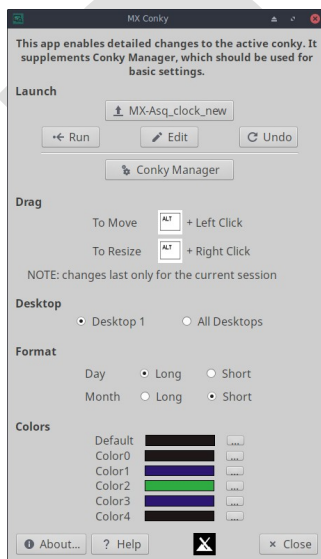 MX Conky
This app enables detailed changes to the active conky. It
supplements Conky Manager, which should be used for
basic settings.
Launch
MX-Asq_clock_new
Run Edit Undo
Conky Manager
Drag
To Move ALT + Left Click
To Resize ALT + Right Click
NOTE: changes last only for the current session
Desktop
Desktop 1 All Desktops
Format
Day Long Short
Month Long Short
Colors
Default ...
Color0 ...
Color1 ...
Color2 ...
Color3 ...
Color4 ...
About... ? Help Close